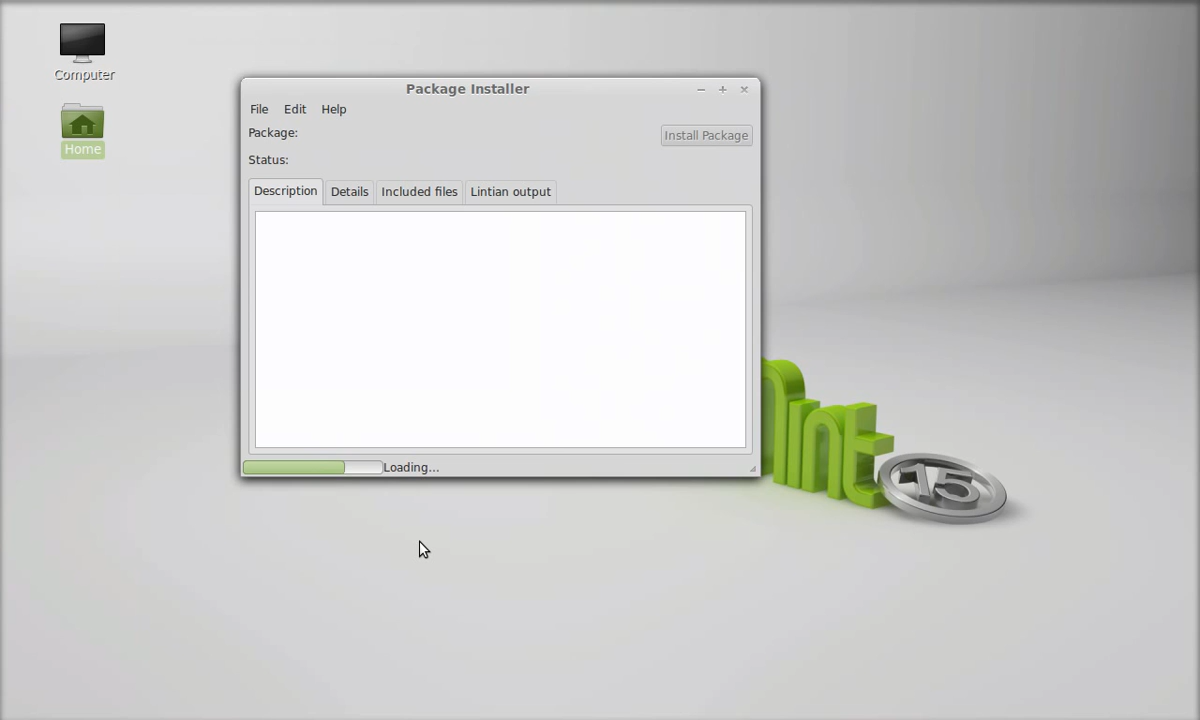 Computer
Home
Package Installer
File Edit Help
Package:
Install Package
Status:
Description Details Included files Lintian output
Loading...
15